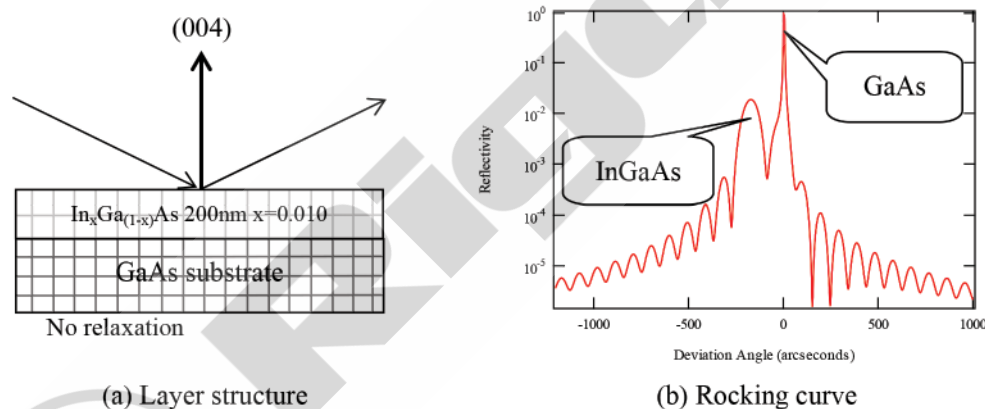 (004)
InxGa(1-x)As 200nm x=0.010
GaAs substrate
No relaxation
(a) Layer structure
10^0
10^-1
10^-2
10^-3
10^-4
10^-5
Reflectivity
GaAs
InGaAs
-1000 -500 0 500 1000
Deviation Angle (arcseconds)
(b) Rocking curve